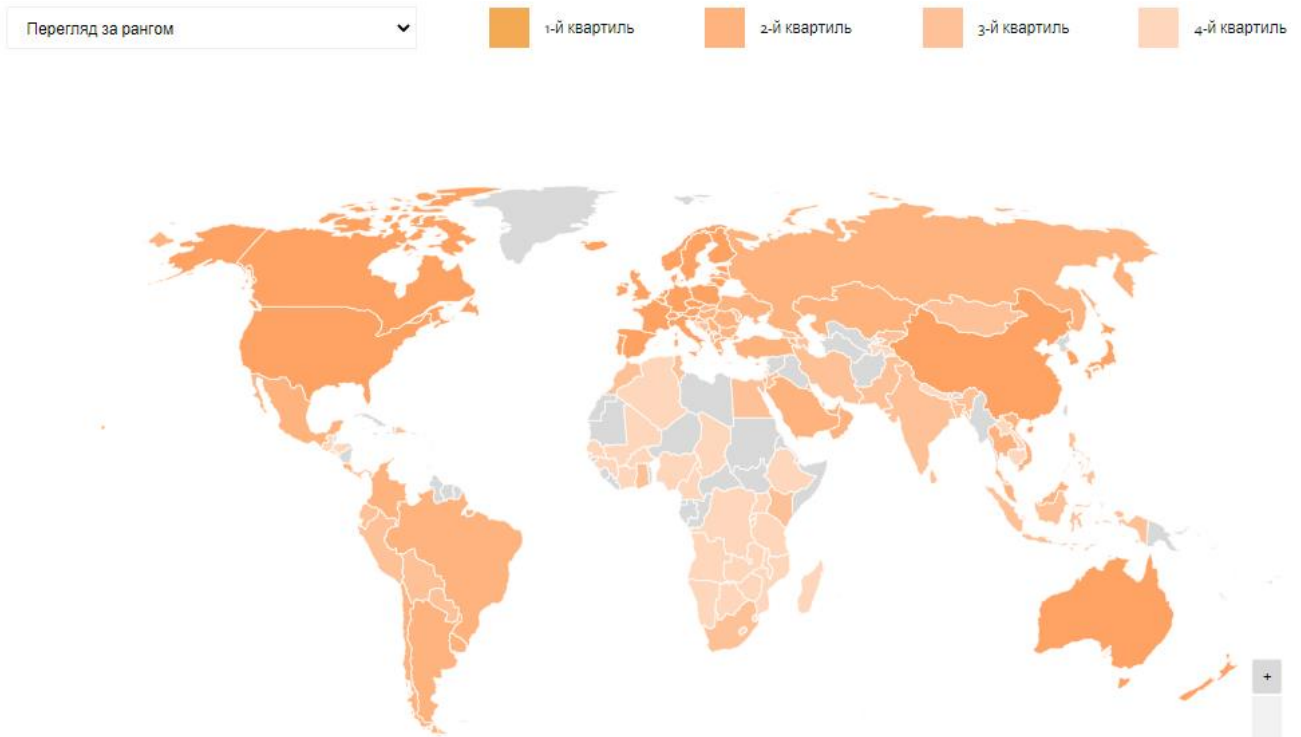 Перегляд за рангом
1-й квартиль
2-й квартиль
3-й квартиль
4-й квартиль
+